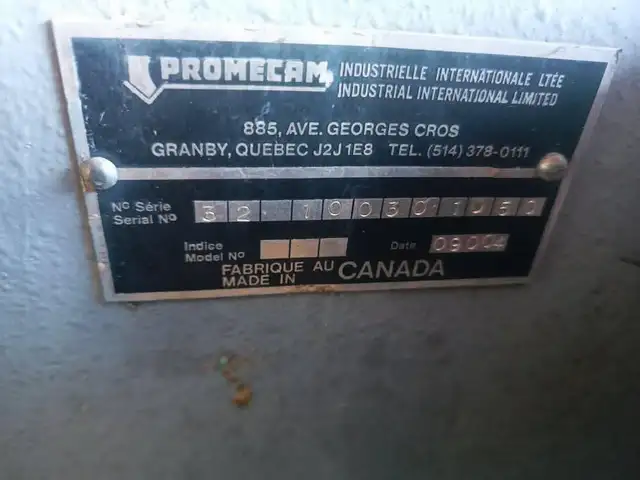 PROMECAM INDUSTRIELLE INTERNATIONALE LTÉE
INDUSTRIAL INTERNATIONAL LIMITED
885, AVE. GEORGES CROS
GRANBY, QUEBEC J2J 1E8 TEL. (514) 378-0111
Nº Série
Serial Nº
Indice
Model Nº
Date
FABRIQUE AU
MADE IN
CANADA